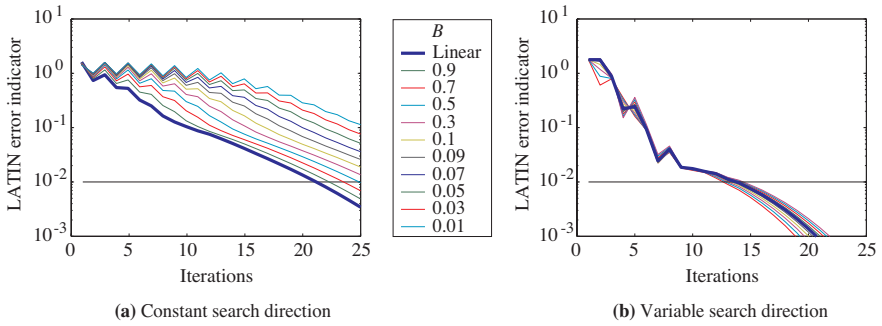 LATIN error indicator
10^1
10^0
10^-1
10^-2
10^-3
0 5 10 15 20 25
Iterations
(a) Constant search direction
B
Linear
0.9
0.7
0.5
0.3
0.1
0.09
0.07
0.05
0.03
0.01
LATIN error indicator
10^1
10^0
10^-1
10^-2
10^-3
0 5 10 15 20 25
Iterations
(b) Variable search direction